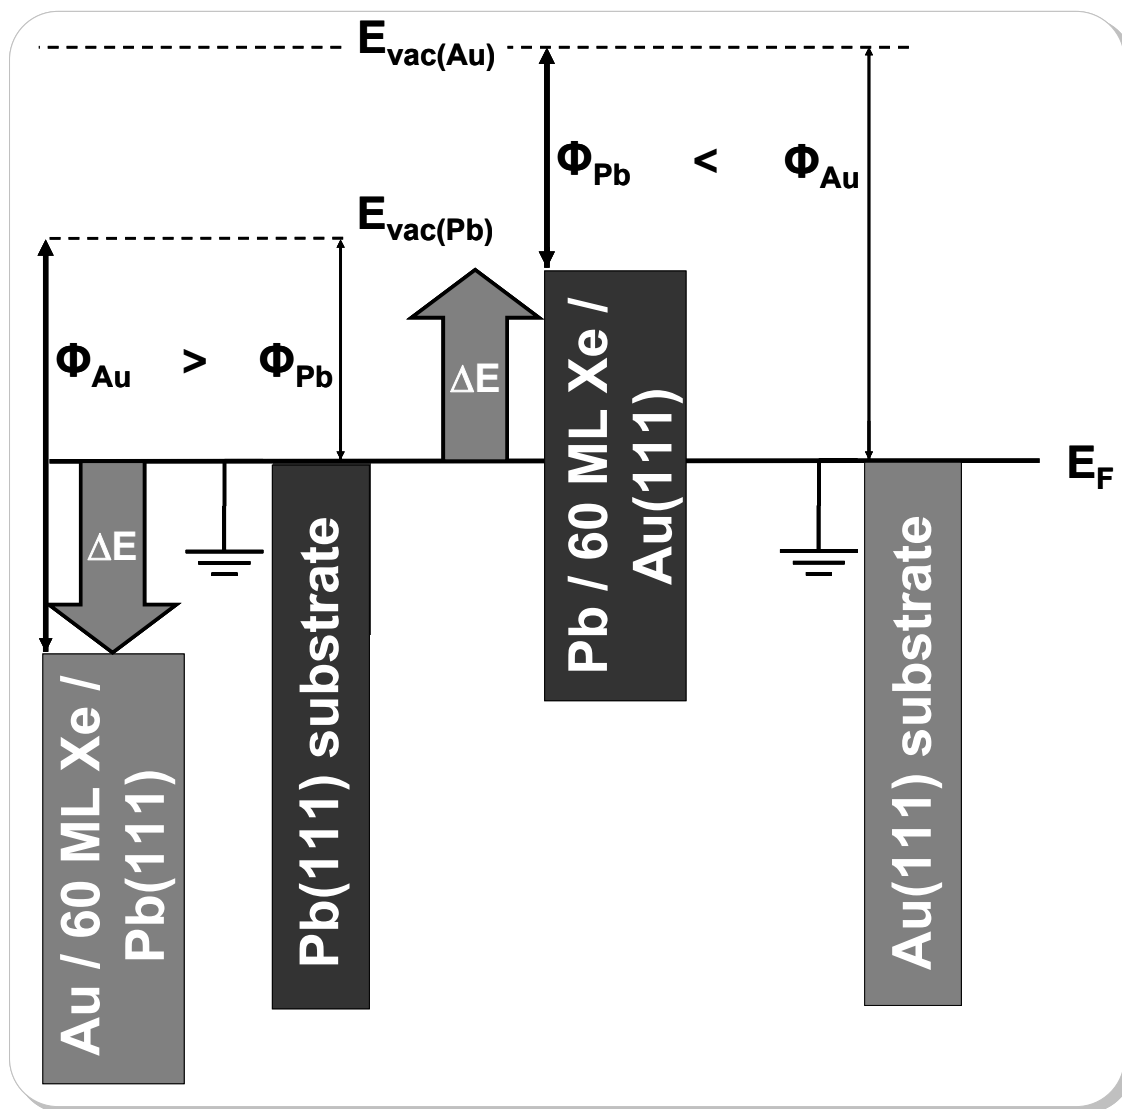 E_vac(Au)
Φ_Pb < Φ_Au
E_vac(Pb)
Φ_Au > Φ_Pb
ΔE
E_F
ΔE
Au / 60 ML Xe /
Pb(111)
Pb(111) substrate
Pb / 60 ML Xe /
Au(111)
Au(111) substrate